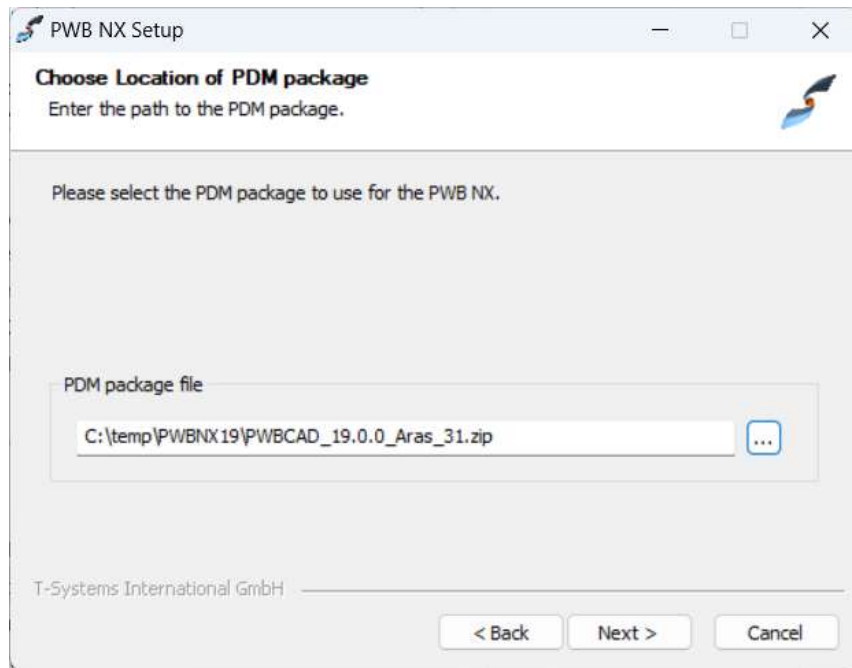 PWB NX Setup
Choose Location of PDM package
Enter the path to the PDM package.
Please select the PDM package to use for the PWB NX.
PDM package file
C:\temp\PWBNX19\PWBCAD_19.0.0_Aras_31.zip
...
T-Systems International GmbH
< Back
Next >
Cancel